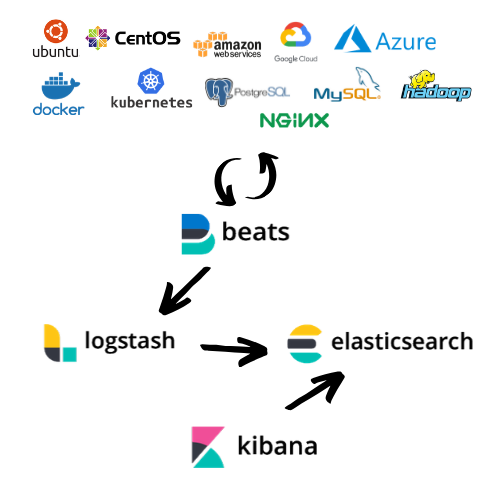 ubuntu
CentOS
amazon
webservices
Google Cloud
Azure
docker
kubernetes
PostgreSQL
MySQL
hadoop
NGiNX
beats
logstash
elasticsearch
kibana